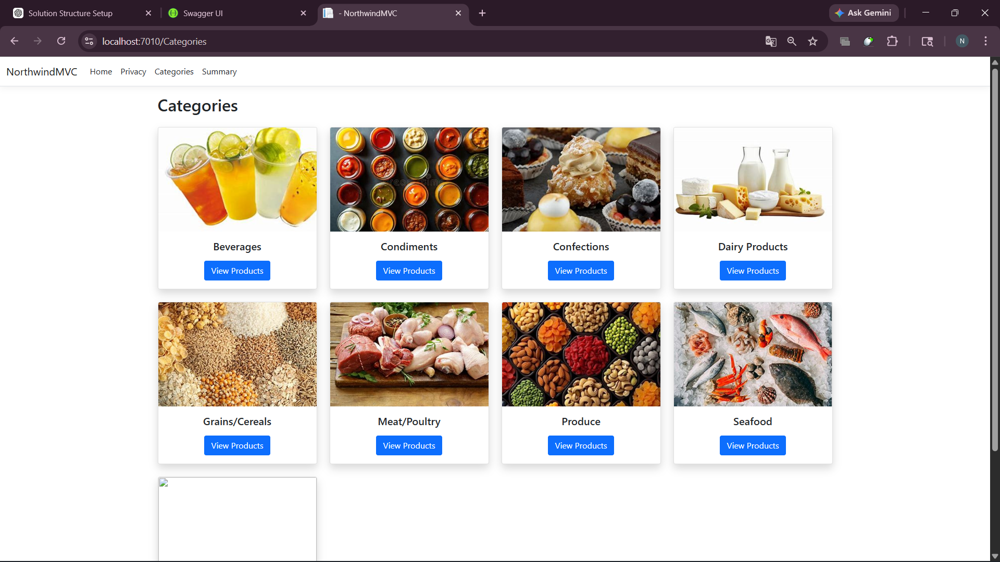 Solution Structure Setup
Swagger UI
- NorthwindMVC
Ask Gemini
localhost:7010/Categories
N
NorthwindMVC
Home
Privacy
Categories
Summary
Categories
Beverages
Condiments
Confections
Dairy Products
View Products
View Products
View Products
View Products
Grains/Cereals
Meat/Poultry
Produce
Seafood
View Products
View Products
View Products
View Products